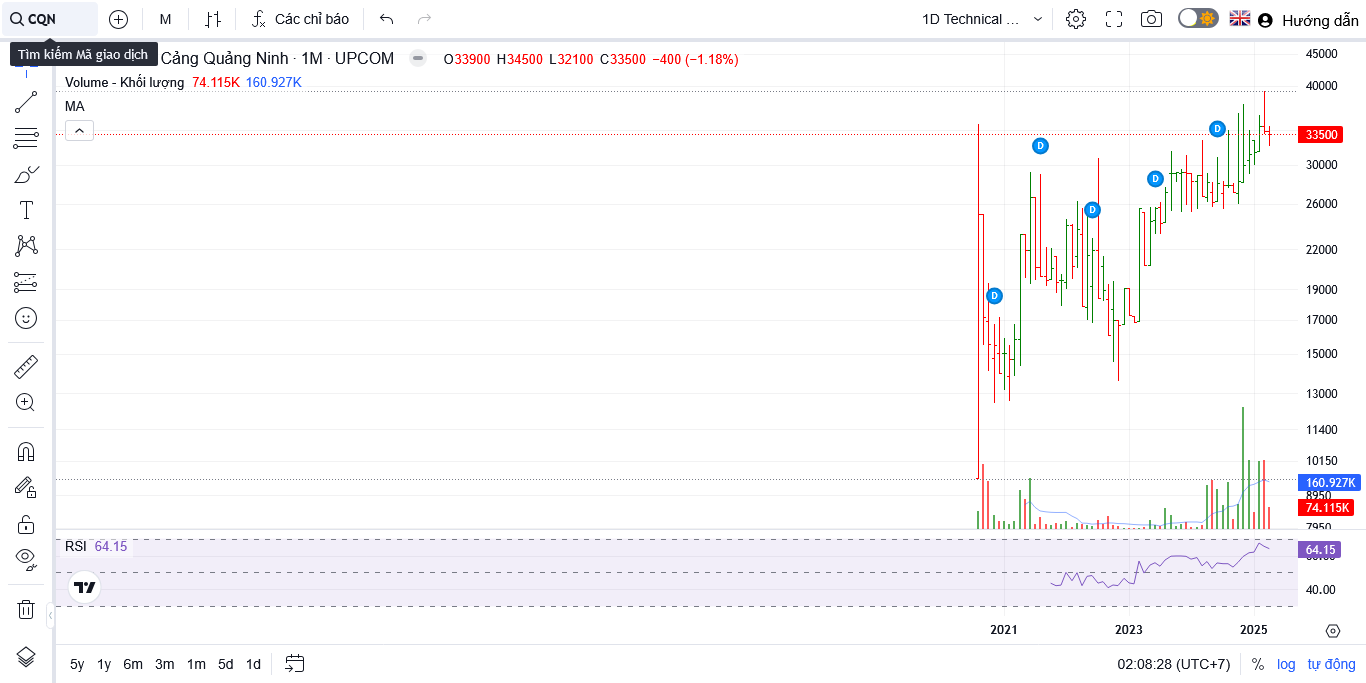 CQN
M
Các chỉ báo
1D Technical ...
Hướng dẫn
Tìm kiếm Mã giao dịch
Cảng Quảng Ninh · 1M · UPCOM
O33900 H34500 L32100 C33500 −400 (−1.18%)
Volume - Khối lượng 74.115K 160.927K
MA
45000
40000
33500
30000
26000
22000
19000
17000
15000
13000
11400
10150
160.927K
8950
74.115K
7950
D
D
D
D
D
RSI 64.15
64.15
60.00
40.00
2021
2023
2025
5y 1y 6m 3m 1m 5d 1d
02:08:28 (UTC+7)
% log tự động